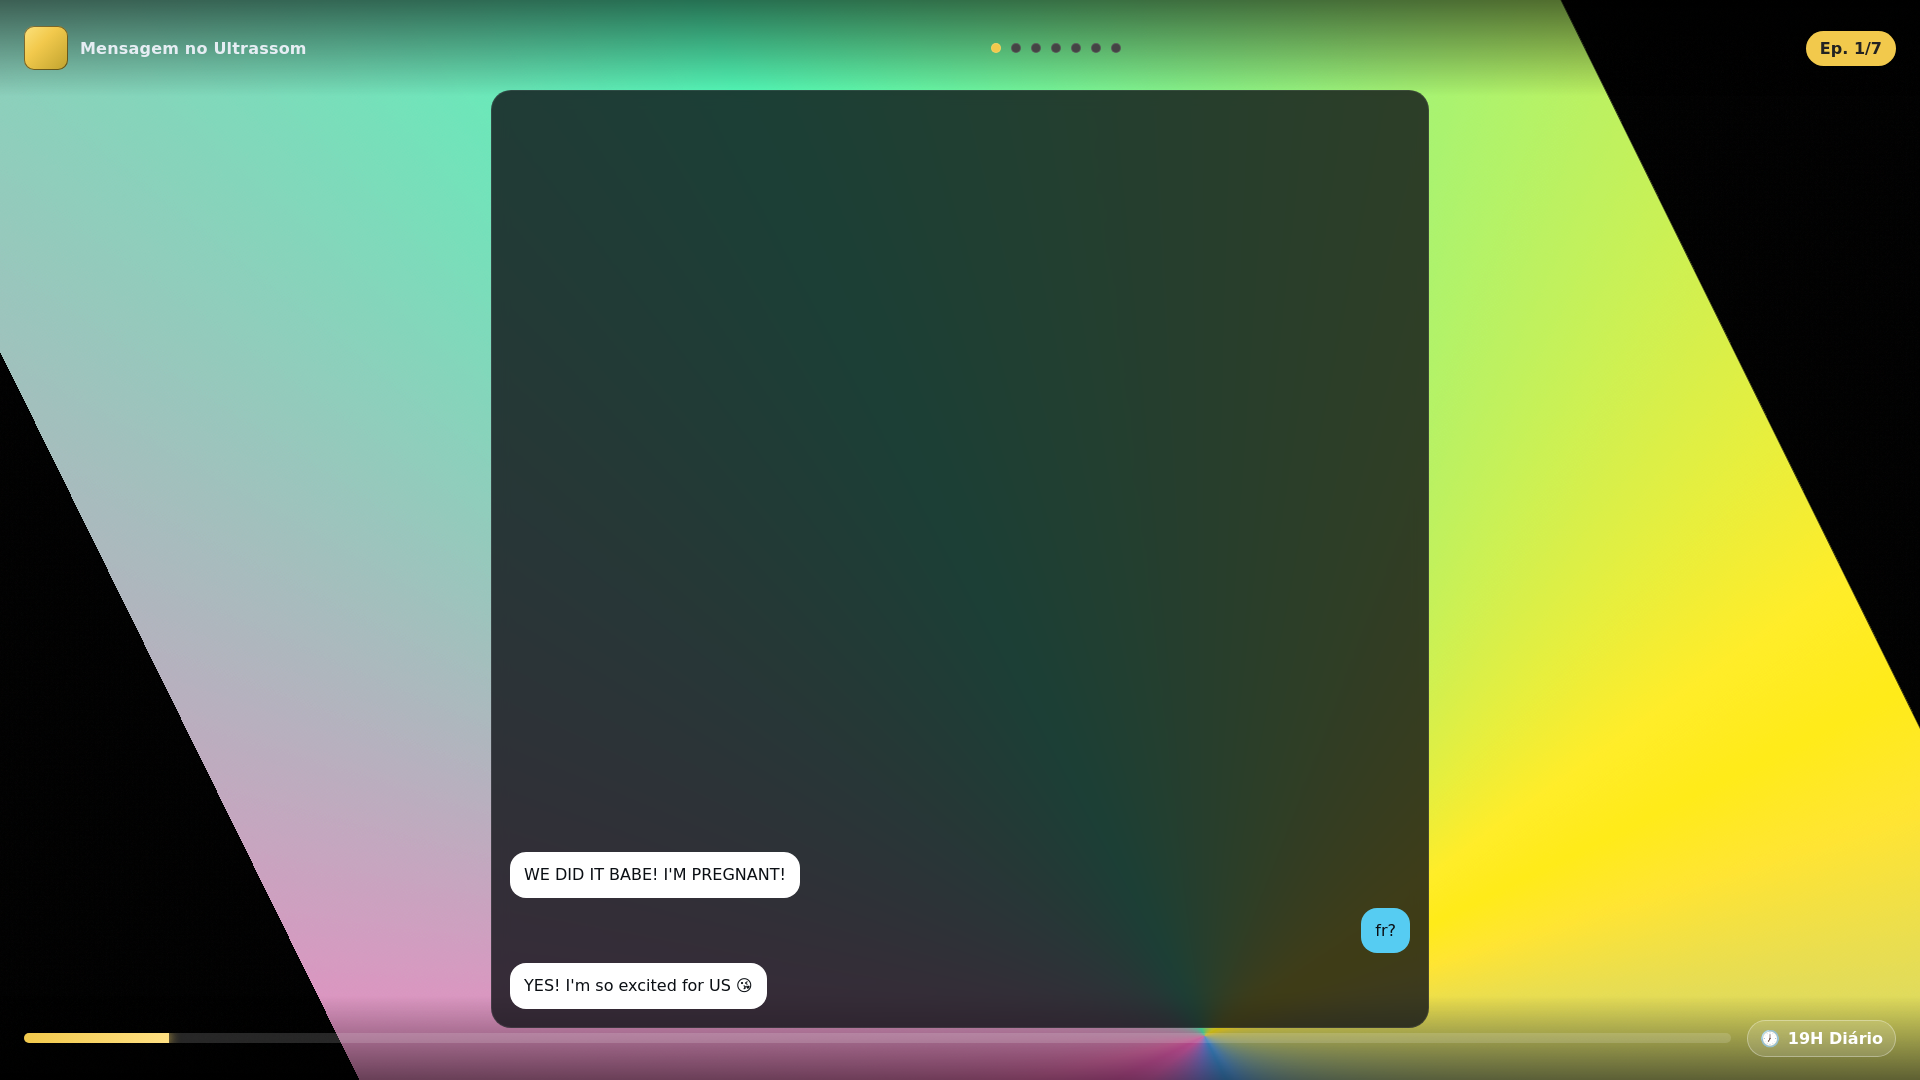 Mensagem no Ultrassom
Ep. 1/7
WE DID IT BABE! I'M PREGNANT!
fr?
YES! I'm so excited for US 😘
🕖 19H Diário